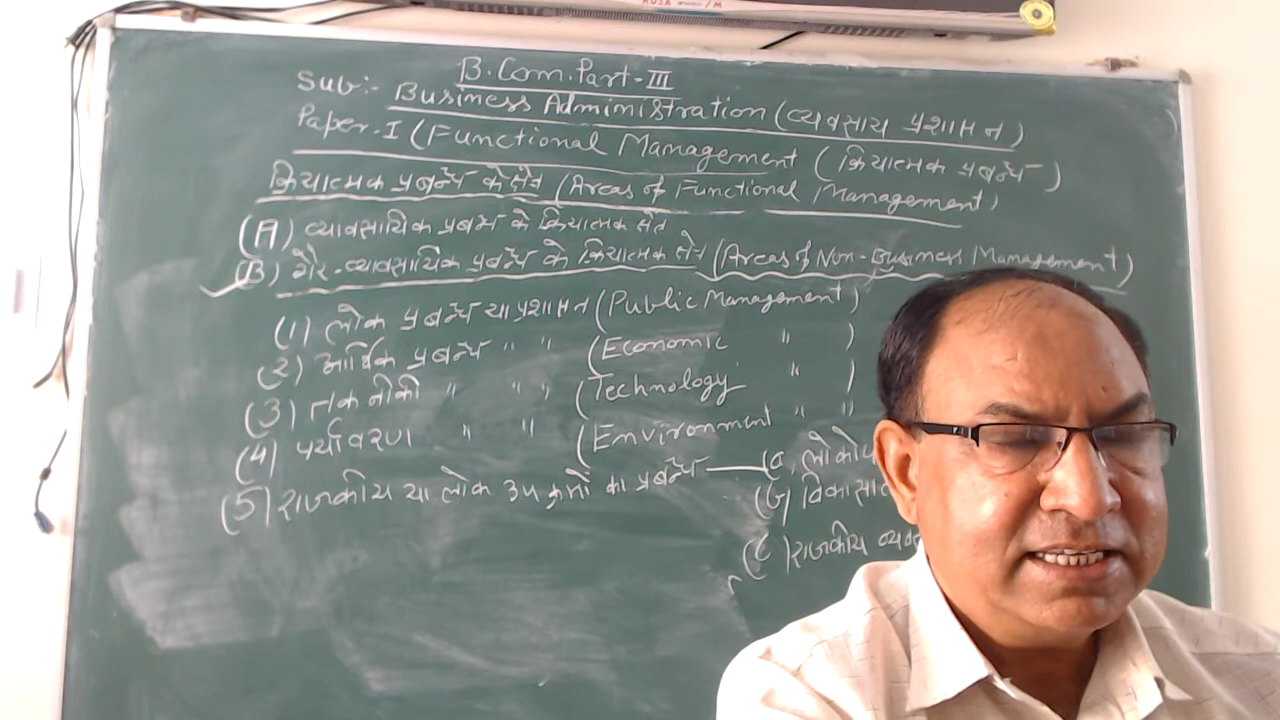 RUSA
B.Com.Part-III
Sub:- Business Administration (व्यवसाय प्रशासन)
Paper.I (Functional Management (क्रियात्मक प्रबन्ध)
क्रियात्मक प्रबन्ध के क्षेत्र (Areas of Functional Management)
(A) व्यावसायिक प्रबन्ध के क्रियात्मक क्षेत्र
(B) गैर-व्यावसायिक प्रबन्ध के क्रियात्मक क्षेत्र (Areas of Non-Business Management)
(1) लोक प्रबन्ध या प्रशासन (Public Management)
(2) आर्थिक प्रबन्ध " " (Economic " )
(3) तकनीकी " " (Technology " )
(4) पर्यावरण " " (Environment " )
(5) राजकीय या लोक उपक्रमों का प्रबन्ध — (a)
(b)
(c) राजकीय